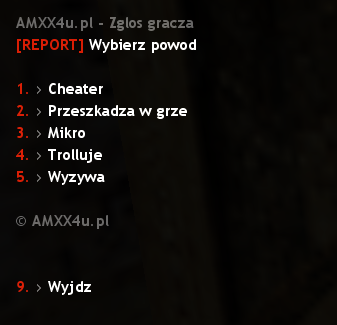 AMXX4u.pl - Zglos gracza
[REPORT] Wybierz powod
1. > Cheater
2. > Przeszkadza w grze
3. > Mikro
4. > Trolluje
5. > Wyzywa
© AMXX4u.pl
9. > Wyjdz